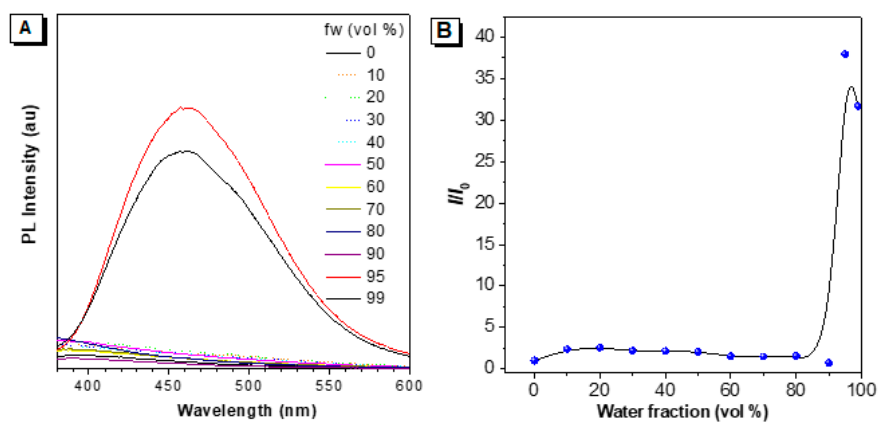 A
fw (vol %)
0
10
20
30
40
50
60
70
80
90
95
99
PL Intensity (au)
400 450 500 550 600
Wavelength (nm)
B
40
35
30
25
20
15
10
5
0
I/I0
0 20 40 60 80 100
Water fraction (vol %)